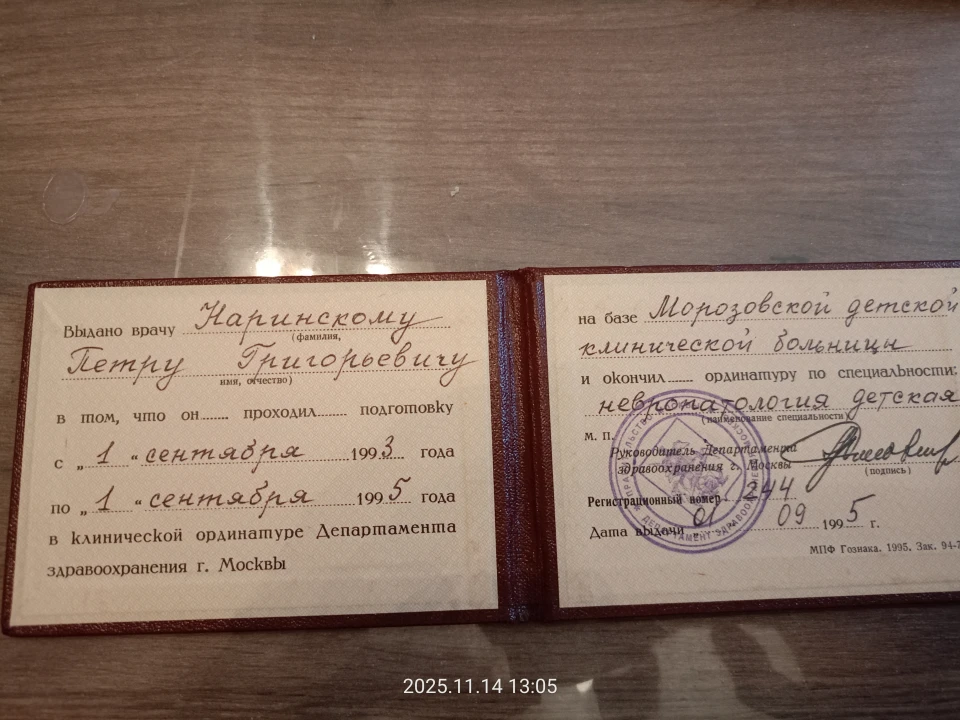 Выдано врачу Наринскому
(фамилия,
Петру Григорьевичу
имя, отчество)
в том, что он...... проходил...... подготовку
с „ 1 “ сентября 1993 года
по „ 1 “ сентября 1995 года
в клинической ординатуре Департамента
здравоохранения г. Москвы
на базе Морозовской детской
клинической больницы
и окончил...... ординатуру по специальности:
невропатология детская
(наименование специальности)
М. П.
Руководитель Департамента
здравоохранения г. Москвы
(подпись)
Регистрационный номер 244
Дата выдачи „ 01 “ 09 1995 г.
МПФ Гознака. 1995. Зак. 94-7
2025.11.14 13:05